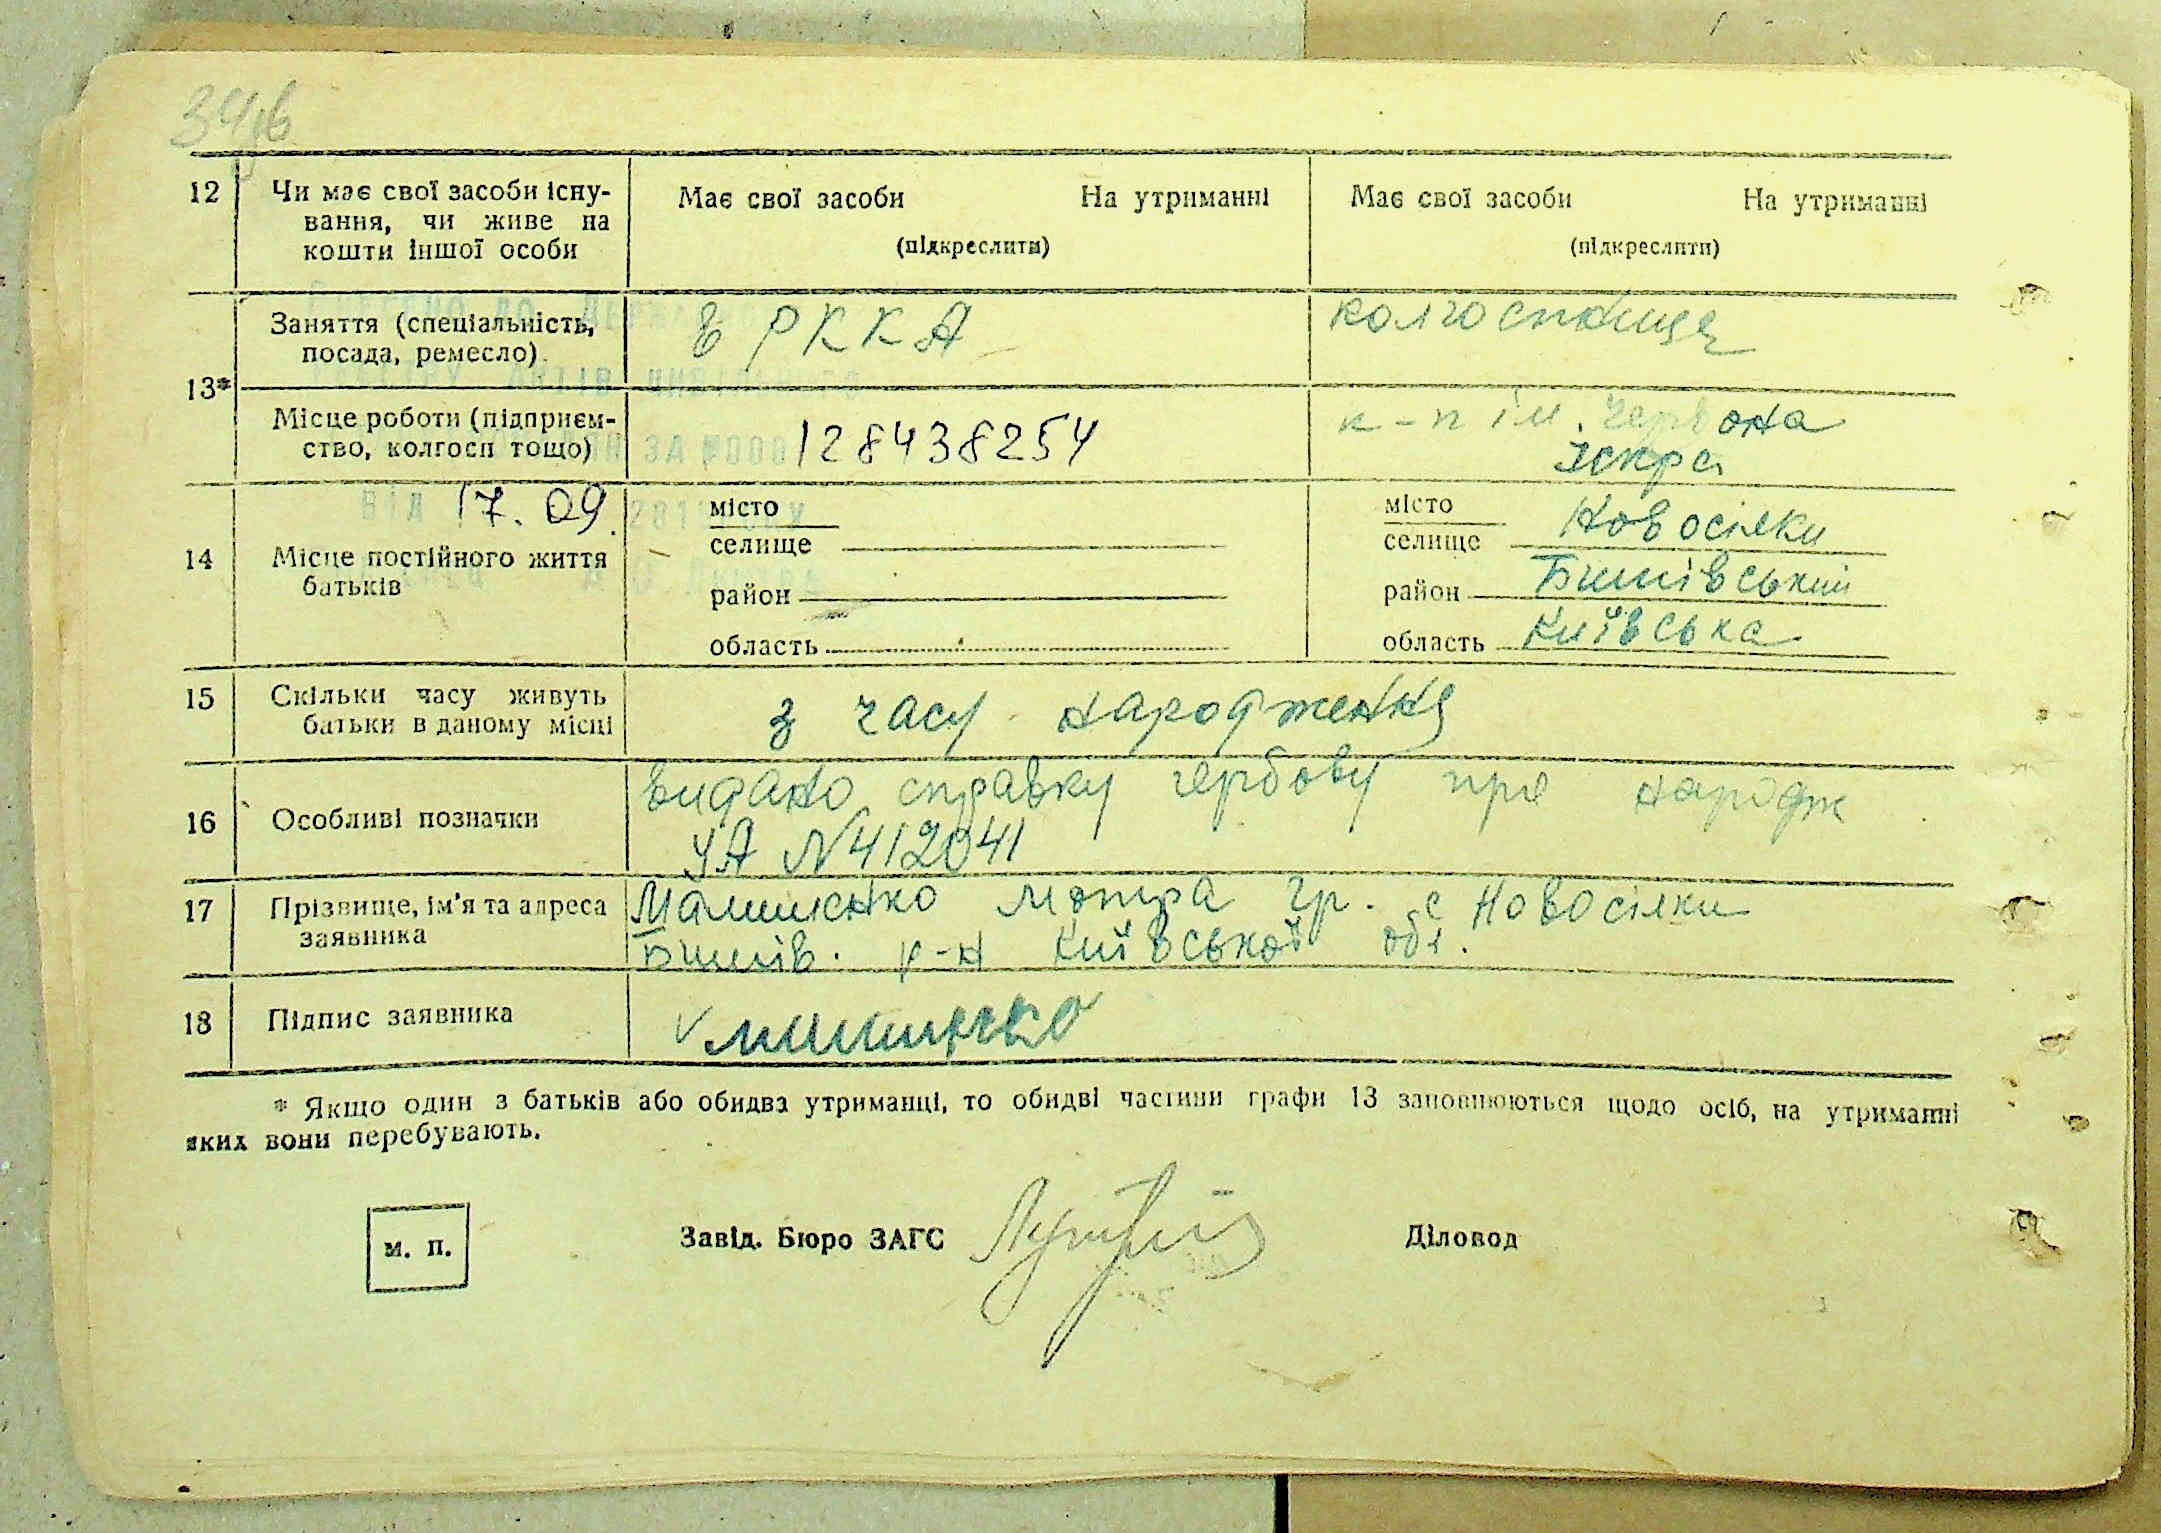 34
12 Чи має свої засоби існу- Має свої засоби На утриманні Має свої засоби На утриманні
вання, чи живе на
кошти іншої особи (підкреслити) (підкреслити)
Заняття (спеціальність, в РККА колгоспниця
посада, ремесло).
13*
Місце роботи (підприєм- 128438254 к-п ім. Червона
ство, колгосп тощо) ЗА №000 Іскра
ВІД 17.09. місто місто Новосілки
селище селище
14 Місце постійного життя
батьків район район Бишівський
область область Київська
15 Скільки часу живуть з часу народження
батьки в даному місці
видано справку гербову про народж
16 Особливі позначки
УА N412041
17 Прізвище, ім'я та адреса Мотра гр. с Новосілки
заявника Бишів. р-н Київської обл.
18 Підпис заявника
* Якщо один з батьків або обидва утриманці, то обидві частини графи 13 заповнюються щодо осіб, на утриманні
яких вони перебувають.
м. п. Завід. Бюро ЗАГС Діловод